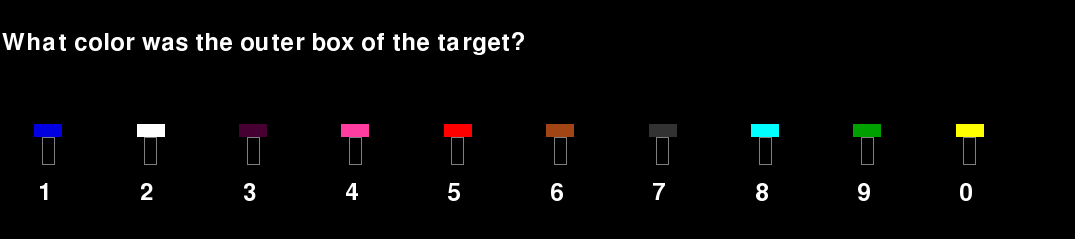 What color was the outer box of the target?
1 2 3 4 5 6 7 8 9 0